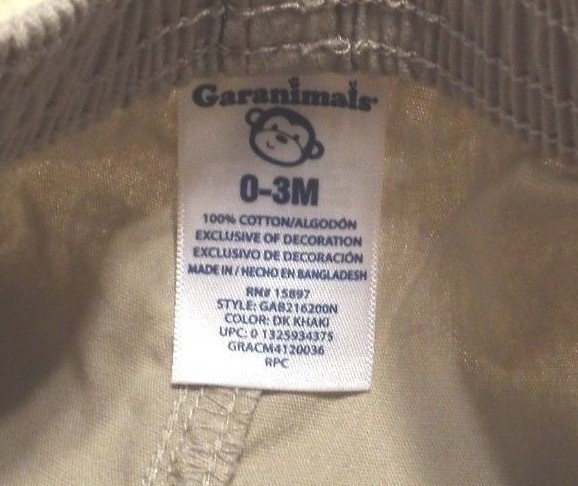 Garanimals
0-3M
100% COTTON/ALGODÓN
EXCLUSIVE OF DECORATION
EXCLUSIVO DE DECORACIÓN
MADE IN / HECHO EN BANGLADESH
RN# 15897
STYLE: GAB216200N
COLOR: DK KHAKI
UPC: 0 1325934375
GRACM4120036
RPC